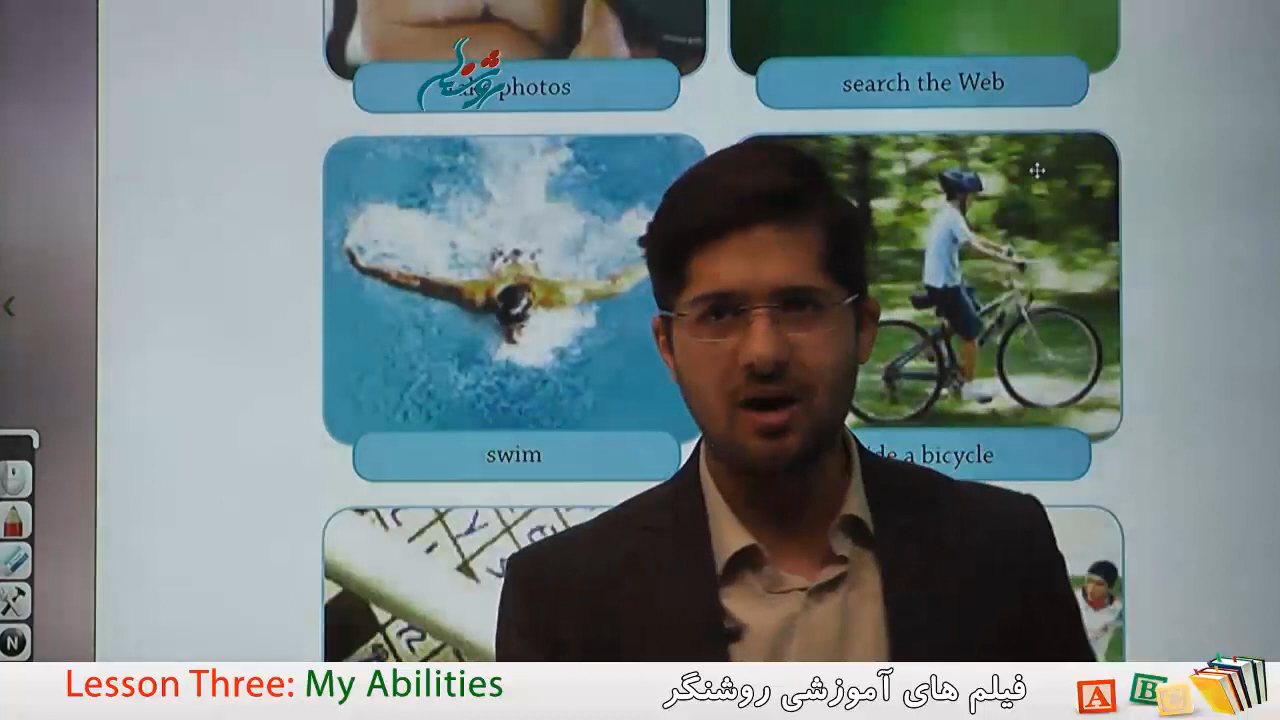 photos
search the Web
swim
a bicycle
Lesson Three: My Abilities
فیلم های آموزشی روشنگر
A B C
N